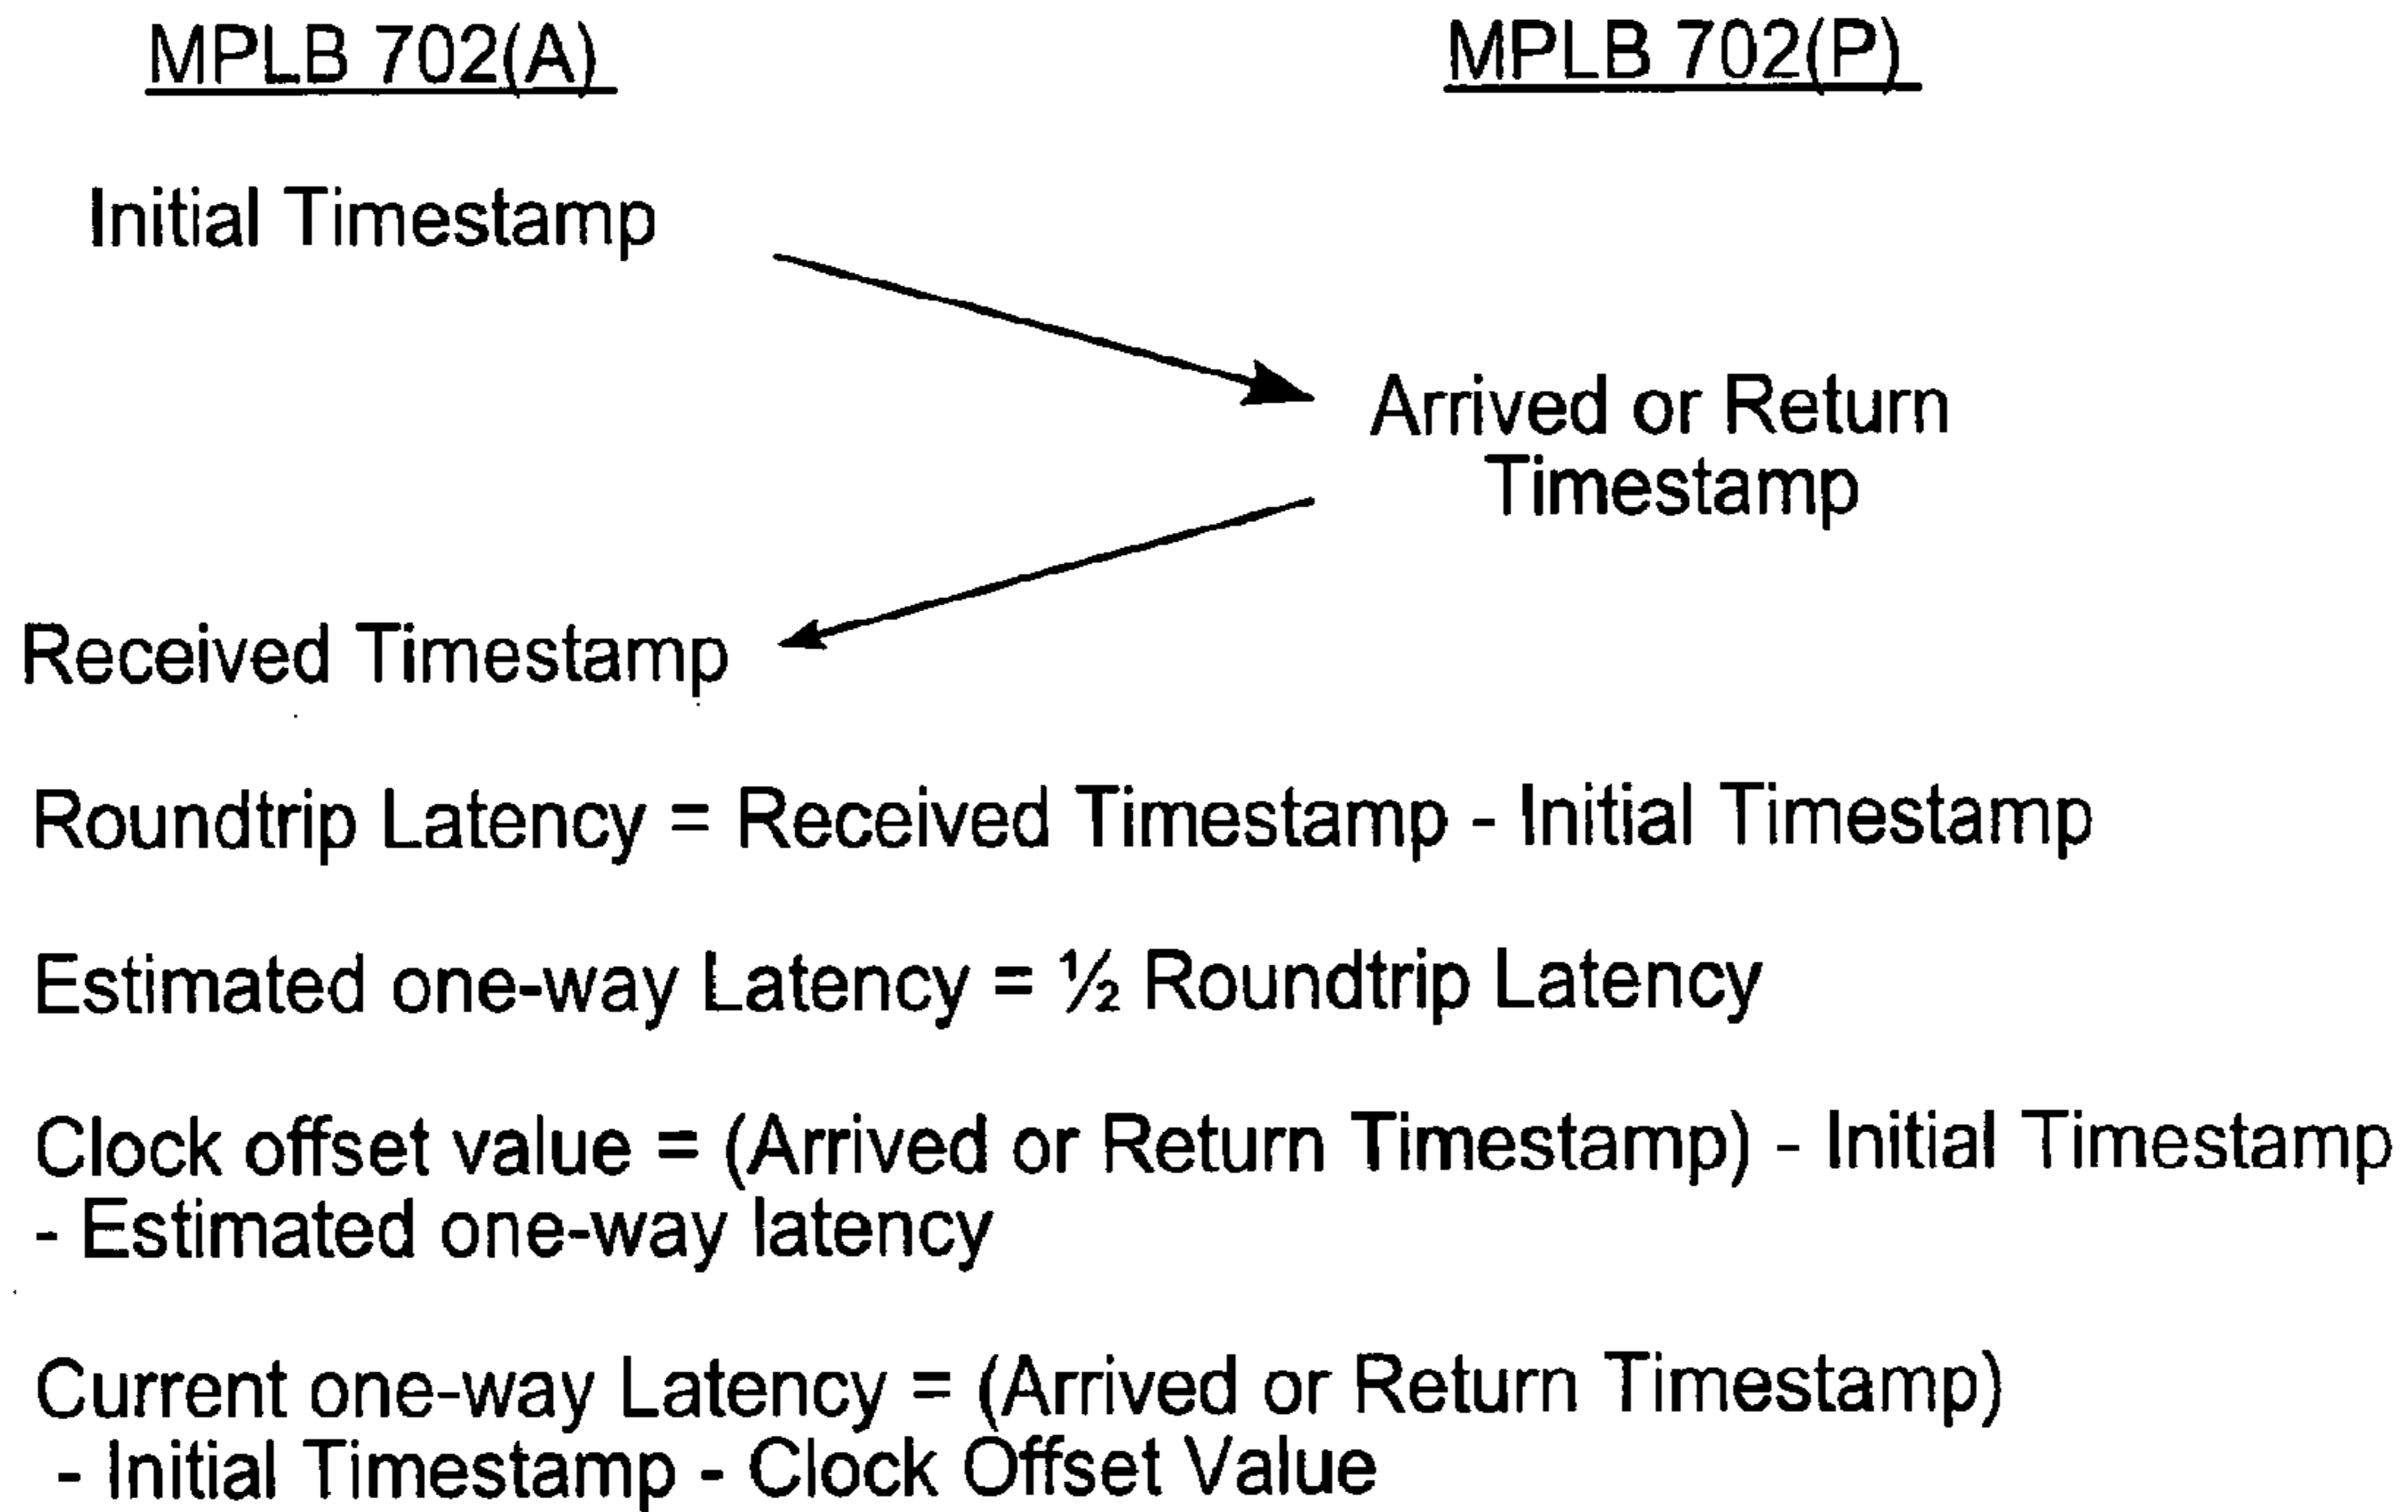 MPLB 702(A)
MPLB 702(P)
Initial Timestamp
Arrived or Return
Timestamp
Received Timestamp
Roundtrip Latency = Received Timestamp - Initial Timestamp
Estimated one-way Latency = ½ Roundtrip Latency
Clock offset value = (Arrived or Return Timestamp) - Initial Timestamp
- Estimated one-way latency
Current one-way Latency = (Arrived or Return Timestamp)
- Initial Timestamp - Clock Offset Value